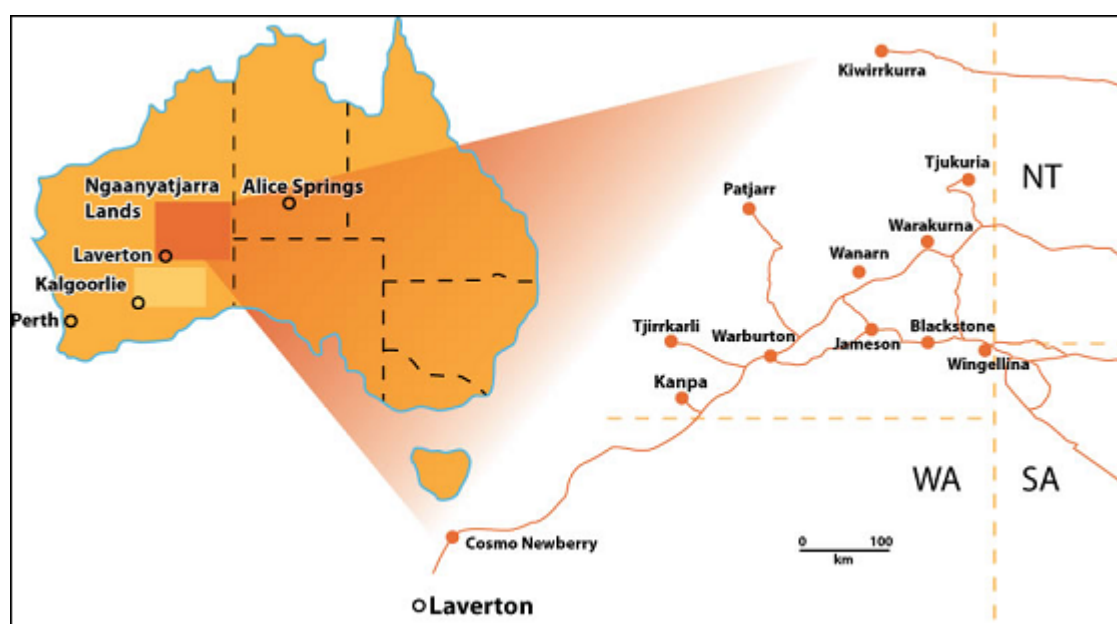 Ngaanyatjarra
Lands
Alice Springs
Laverton
Kalgoorlie
Perth
Kiwirrkurra
Tjukuria
NT
Patjarr
Warakurna
Wanarn
Tjirrkarli
Warburton
Jameson
Blackstone
Wingellina
Kanpa
WA
SA
Cosmo Newberry
0 100
km
Laverton